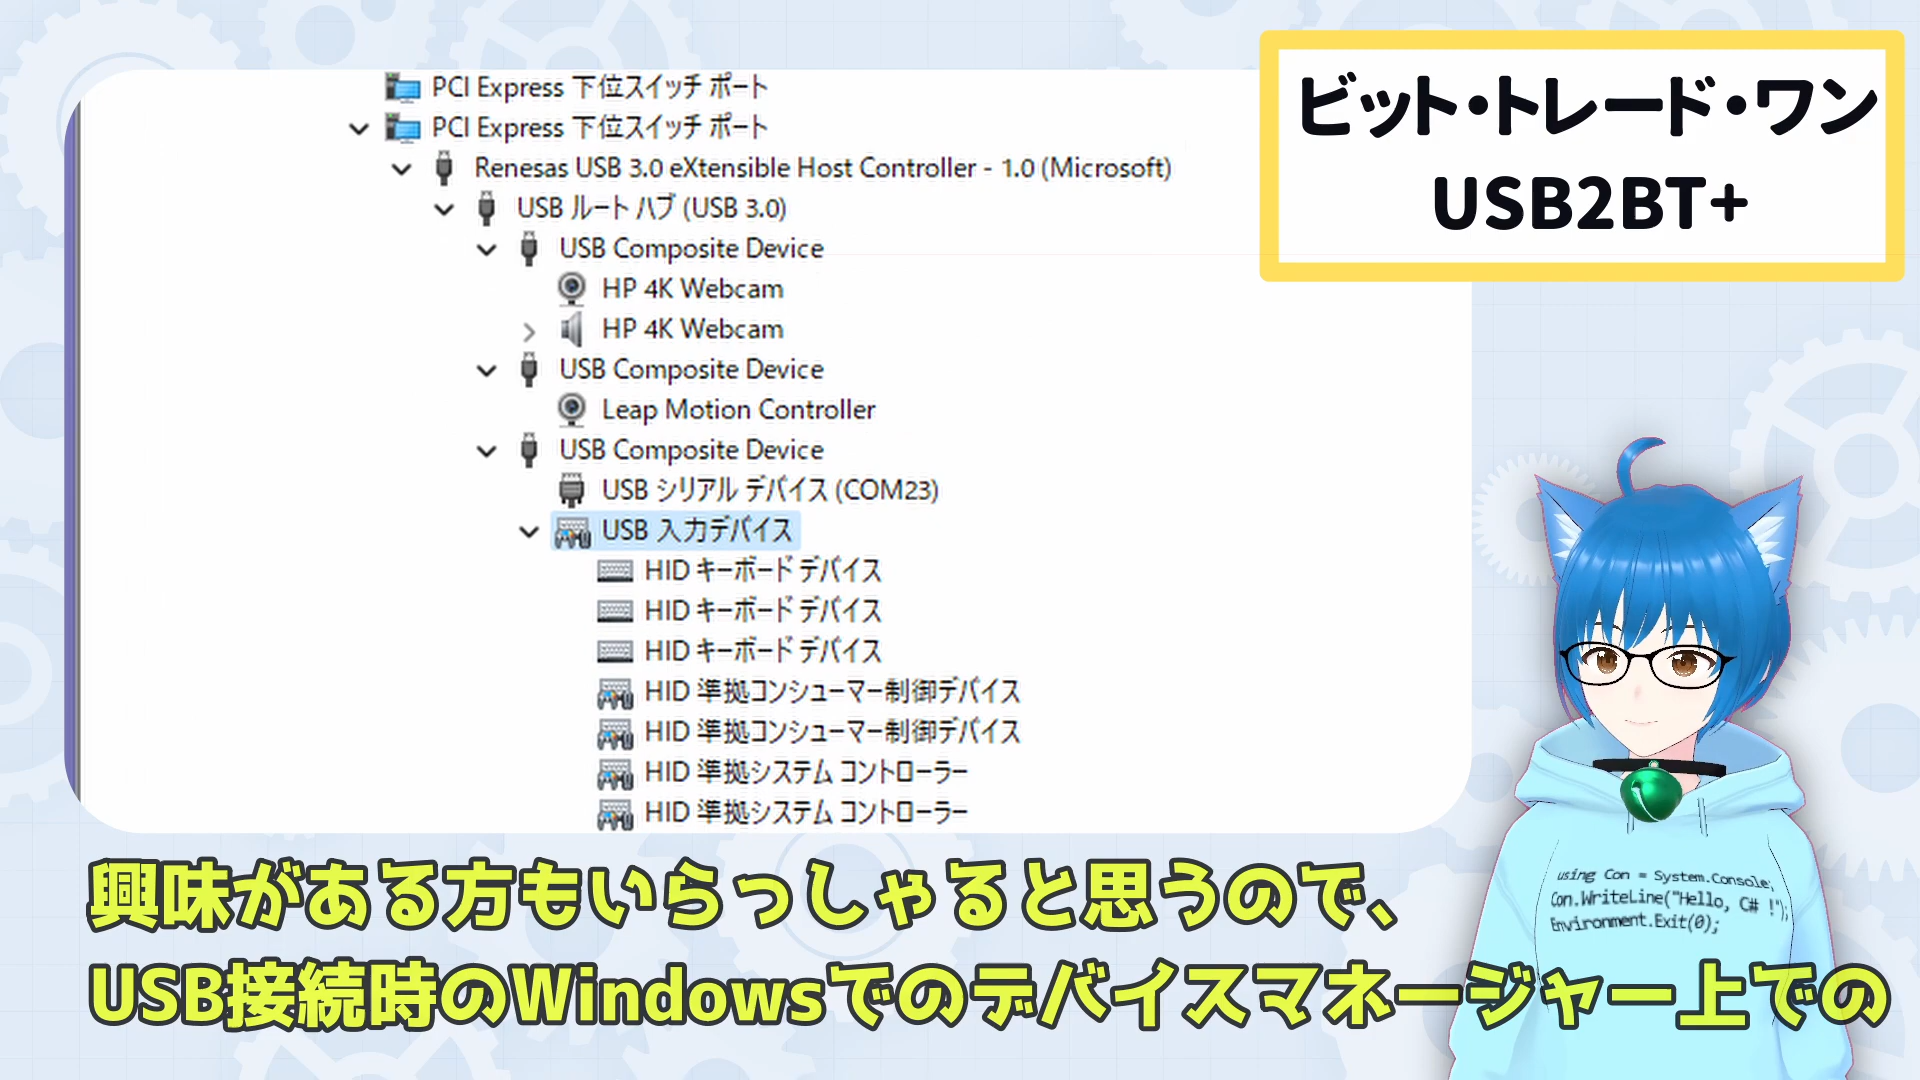 PCI Express 下位スイッチ ポート
PCI Express 下位スイッチ ポート
Renesas USB 3.0 eXtensible Host Controller - 1.0 (Microsoft)
USB ルート ハブ (USB 3.0)
USB Composite Device
HP 4K Webcam
HP 4K Webcam
USB Composite Device
Leap Motion Controller
USB Composite Device
USB シリアル デバイス (COM23)
USB 入力デバイス
HID キーボード デバイス
HID キーボード デバイス
HID キーボード デバイス
HID 準拠コンシューマー制御デバイス
HID 準拠コンシューマー制御デバイス
HID 準拠システム コントローラー
HID 準拠システム コントローラー
ビット・トレード・ワン
USB2BT+
using Con = System.Console;
Con.WriteLine("Hello, C# !");
Environment.Exit(0);
興味がある方もいらっしゃると思うので、
USB接続時のWindowsでのデバイスマネージャー上での